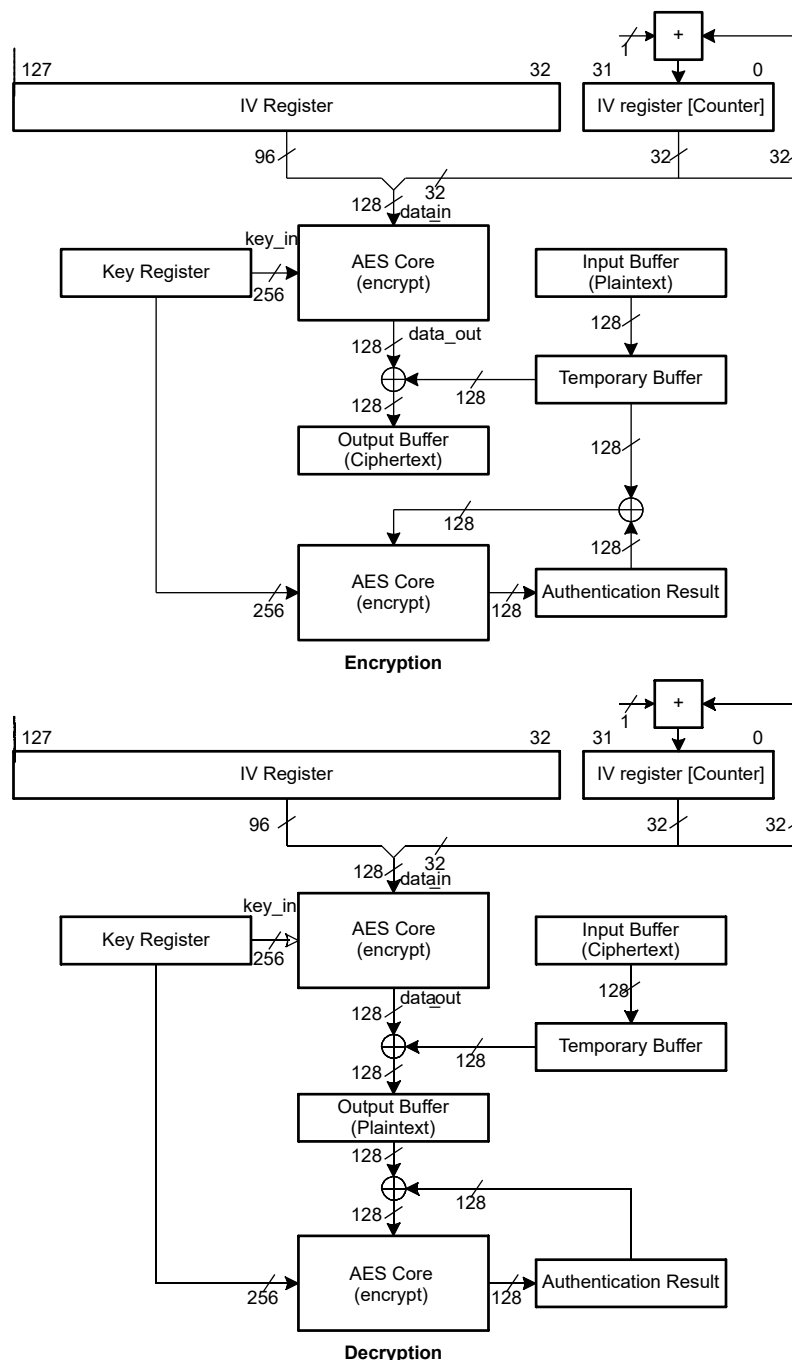 +
1
127
32
31
0
IV Register
IV register [Counter]
96
32
32
32
128
data_in
key_in
Key Register
256
AES Core
(encrypt)
Input Buffer
(Plaintext)
128
data_out
128
Temporary Buffer
128
128
Output Buffer
(Ciphertext)
128
128
128
AES Core
(encrypt)
256
128
Authentication Result
Encryption
+
1
127
32
31
0
IV Register
IV register [Counter]
96
32
32
32
128
data_in
key_in
Key Register
256
AES Core
(encrypt)
Input Buffer
(Ciphertext)
128
data_out
128
Temporary Buffer
128
128
Output Buffer
(Plaintext)
128
128
128
AES Core
(encrypt)
256
128
Authentication Result
Decryption